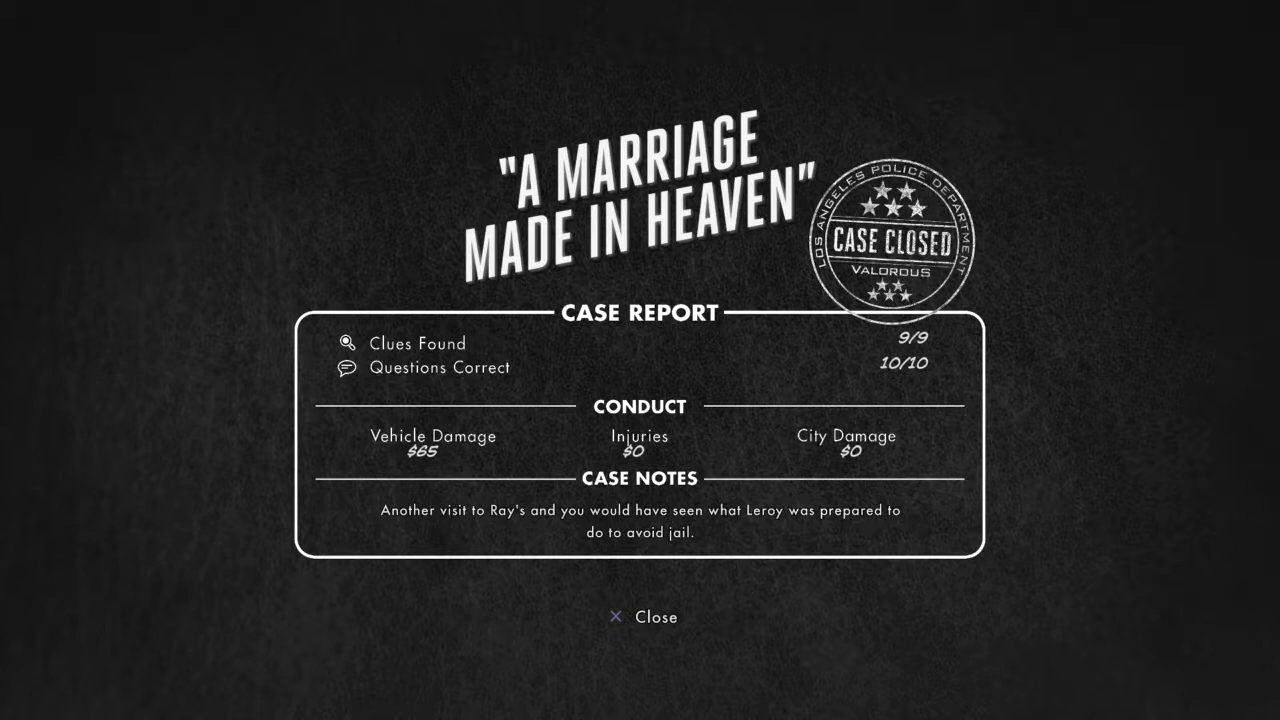 "A MARRIAGE
MADE IN HEAVEN"
LOS ANGELES POLICE DEPARTMENT
CASE CLOSED
VALOROUS
CASE REPORT
Clues Found 9/9
Questions Correct 10/10
CONDUCT
Vehicle Damage Injuries City Damage
$65 $0 $0
CASE NOTES
Another visit to Ray's and you would have seen what Leroy was prepared to
do to avoid jail.
X Close